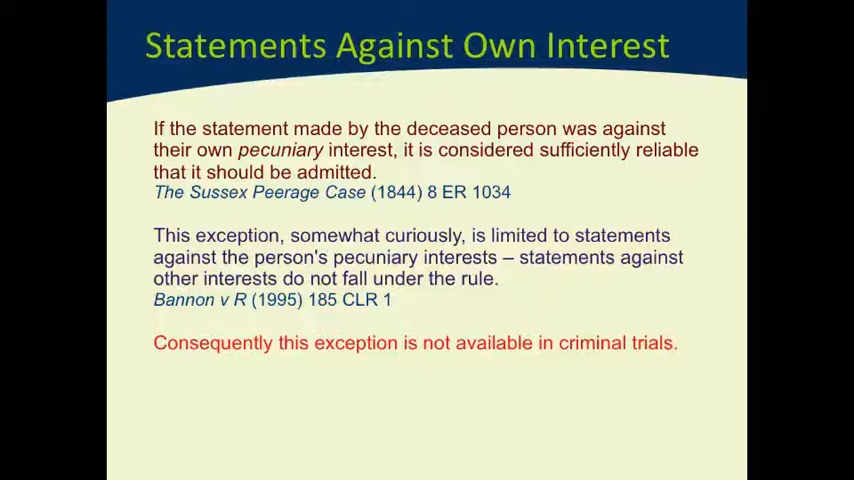 Statements Against Own Interest
If the statement made by the deceased person was against
their own pecuniary interest, it is considered sufficiently reliable
that it should be admitted.
The Sussex Peerage Case (1844) 8 ER 1034
This exception, somewhat curiously, is limited to statements
against the person's pecuniary interests – statements against
other interests do not fall under the rule.
Bannon v R (1995) 185 CLR 1
Consequently this exception is not available in criminal trials.